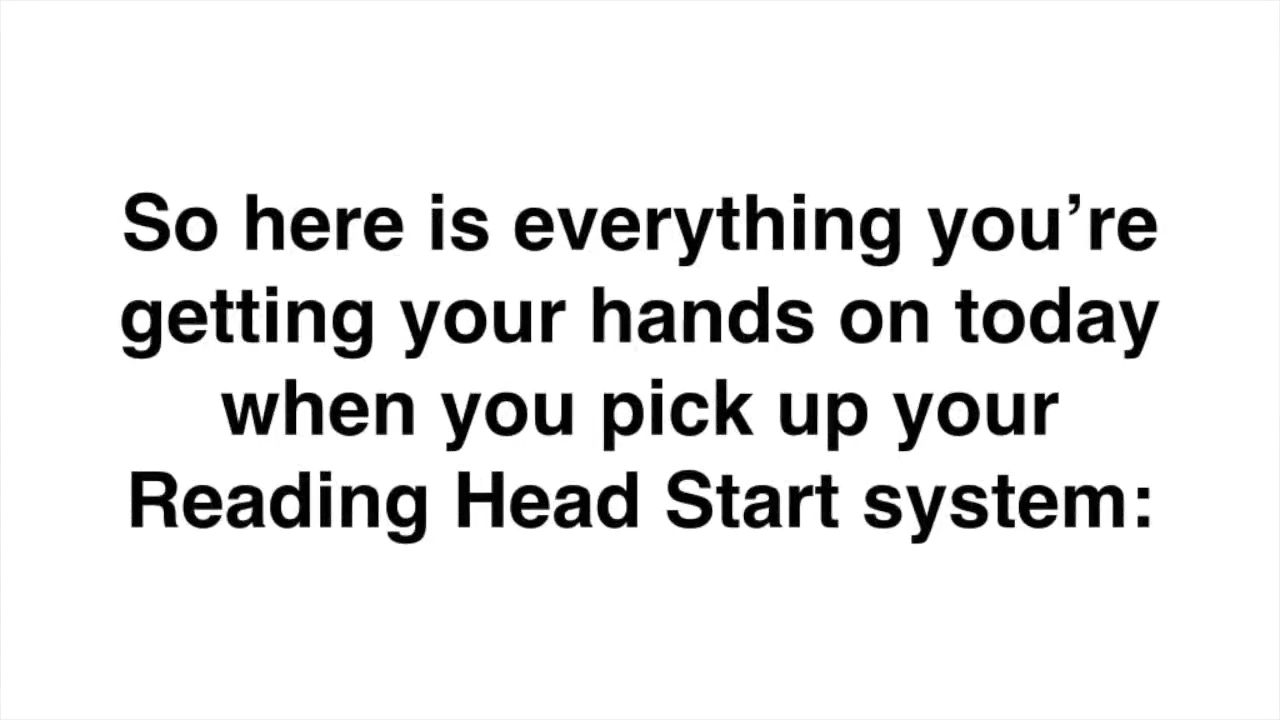 So here is everything you’re
getting your hands on today
when you pick up your
Reading Head Start system: